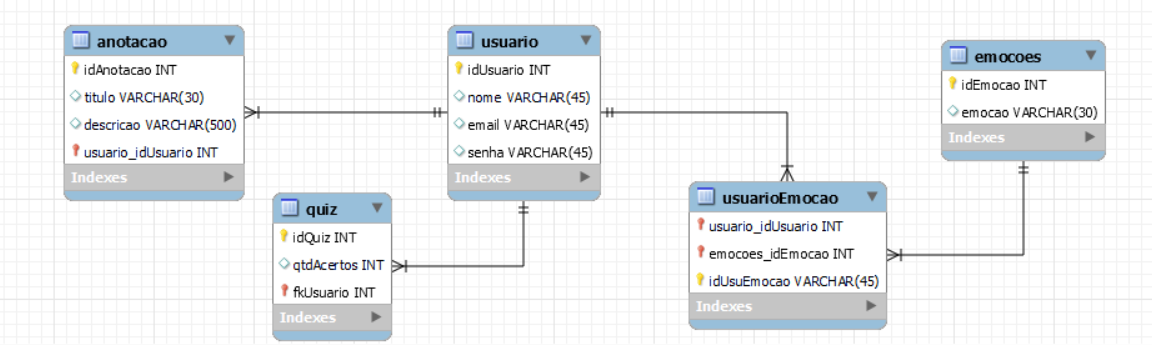 anotacao
idAnotacao INT
titulo VARCHAR(30)
descricao VARCHAR(500)
usuario_idUsuario INT
Indexes
usuario
idUsuario INT
nome VARCHAR(45)
email VARCHAR(45)
senha VARCHAR(45)
Indexes
emocoes
idEmocao INT
emocao VARCHAR(30)
Indexes
quiz
idQuiz INT
qtdAcertos INT
fkUsuario INT
Indexes
usuarioEmocao
usuario_idUsuario INT
emocoes_idEmocao INT
idUsuEmocao VARCHAR(45)
Indexes